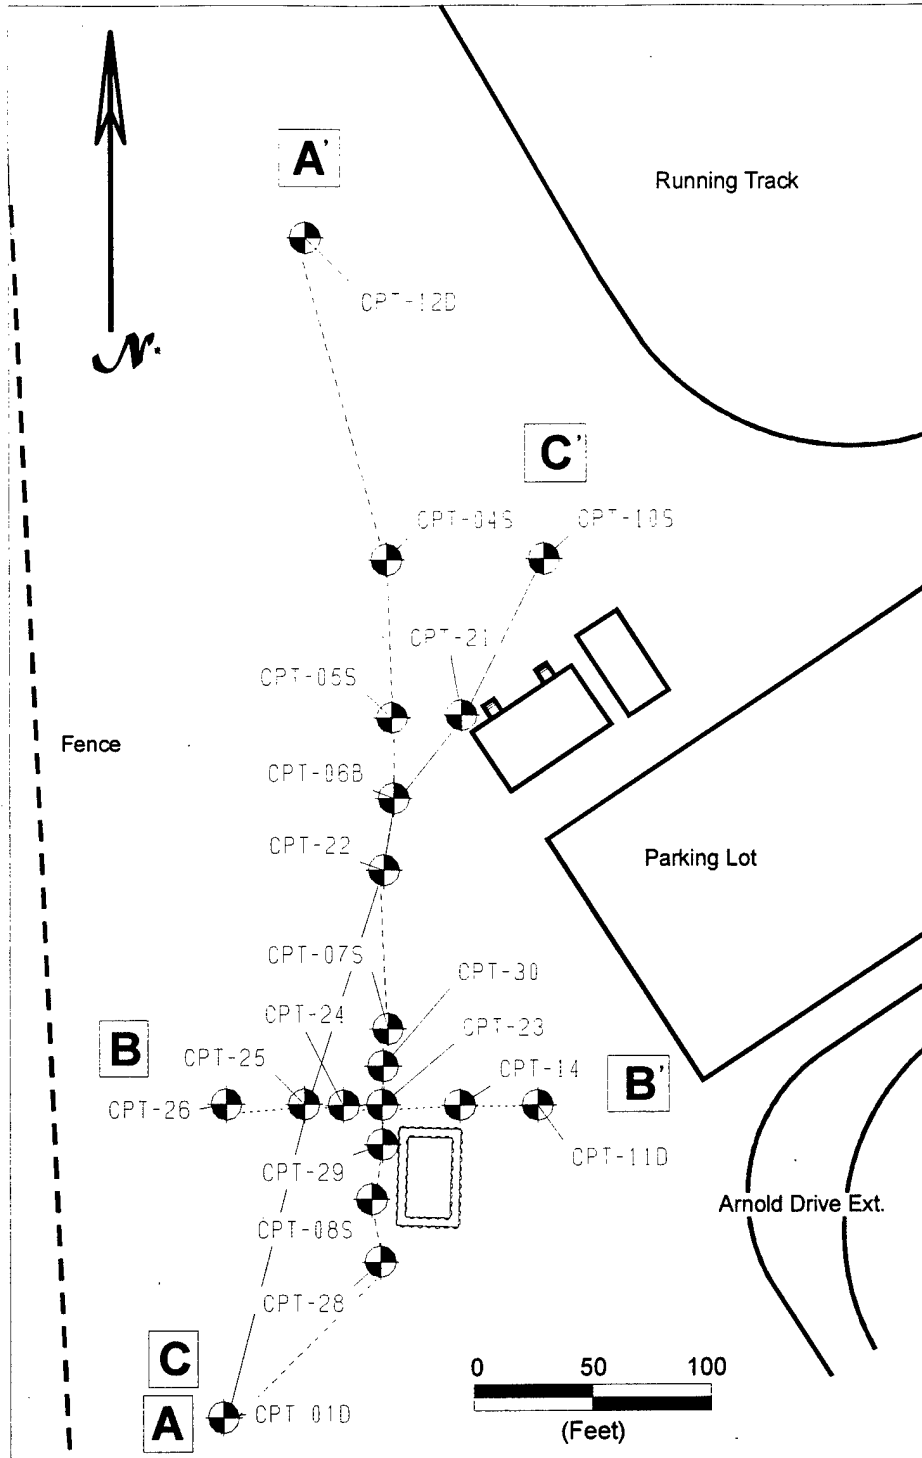 A'
Running Track
CPT-12D
N
C'
CPT-04S
CPT-10S
CPT-21
CPT-05S
Fence
CPT-06B
CPT-22
Parking Lot
CPT-07S
CPT-30
CPT-24
CPT-23
B
CPT-25
CPT-14
B'
CPT-26
CPT-29
CPT-11D
Arnold Drive Ext.
CPT-08S
CPT-28
C
0 50 100
A
CPT 01D
(Feet)